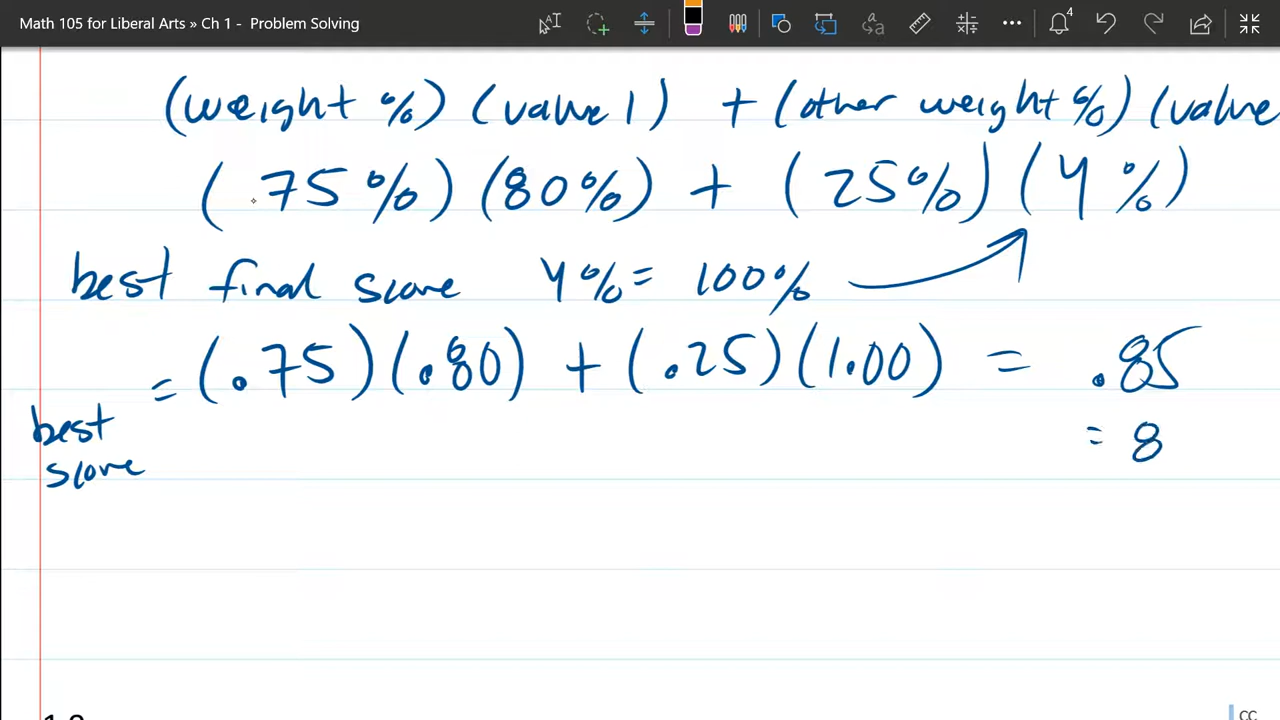 Math 105 for Liberal Arts » Ch 1 - Problem Solving
4
(weight %) (value 1) + (other weight %) (value
(.75%) (80%) + (25%) (Y%)
best final score Y% = 100%
= (.75)(.80) + (.25)(1.00) = .85
best
= 8
score
CC